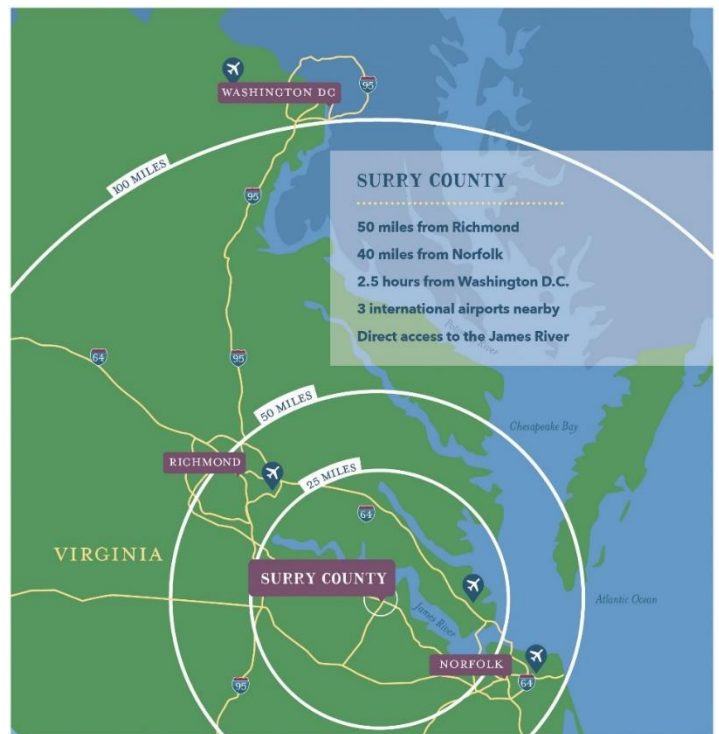 WASHINGTON DC
95
100 MILES
95
SURRY COUNTY
50 miles from Richmond
40 miles from Norfolk
2.5 hours from Washington D.C.
3 international airports nearby
Direct access to the James River
Potomac River
64
95
50 MILES
Chesapeake Bay
RICHMOND
25 MILES
64
VIRGINIA
SURRY COUNTY
Atlantic Ocean
James River
NORFOLK
64
95